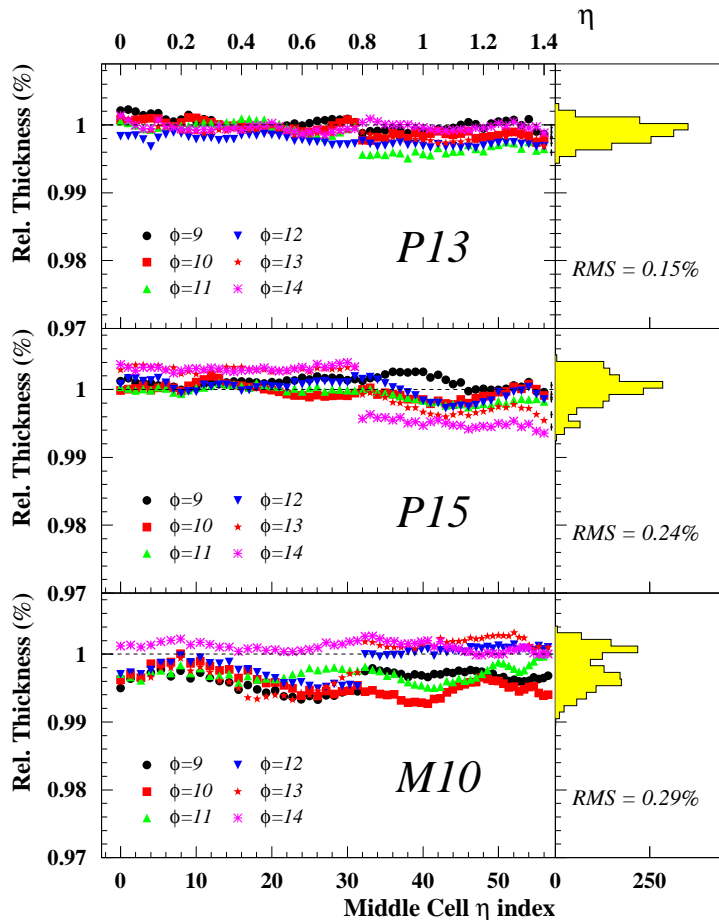 η
0 0.2 0.4 0.6 0.8 1 1.2 1.4
Rel. Thickness (%)
1
0.99
0.98
0.97
φ=9 φ=12
φ=10 φ=13
φ=11 φ=14
P13
RMS = 0.15%
Rel. Thickness (%)
1
0.99
0.98
0.97
φ=9 φ=12
φ=10 φ=13
φ=11 φ=14
P15
RMS = 0.24%
Rel. Thickness (%)
1
0.99
0.98
0.97
φ=9 φ=12
φ=10 φ=13
φ=11 φ=14
M10
RMS = 0.29%
0 10 20 30 40 50 0 250
Middle Cell η index